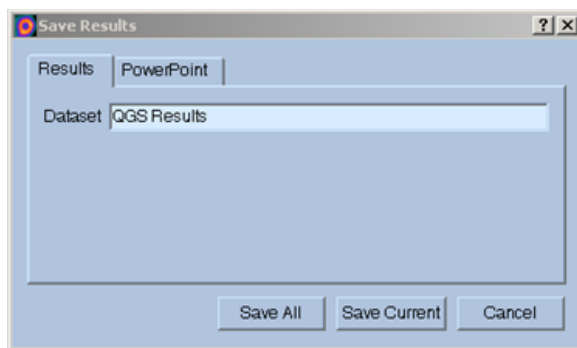 Save Results
Results PowerPoint
Dataset QGS Results
Save All Save Current Cancel